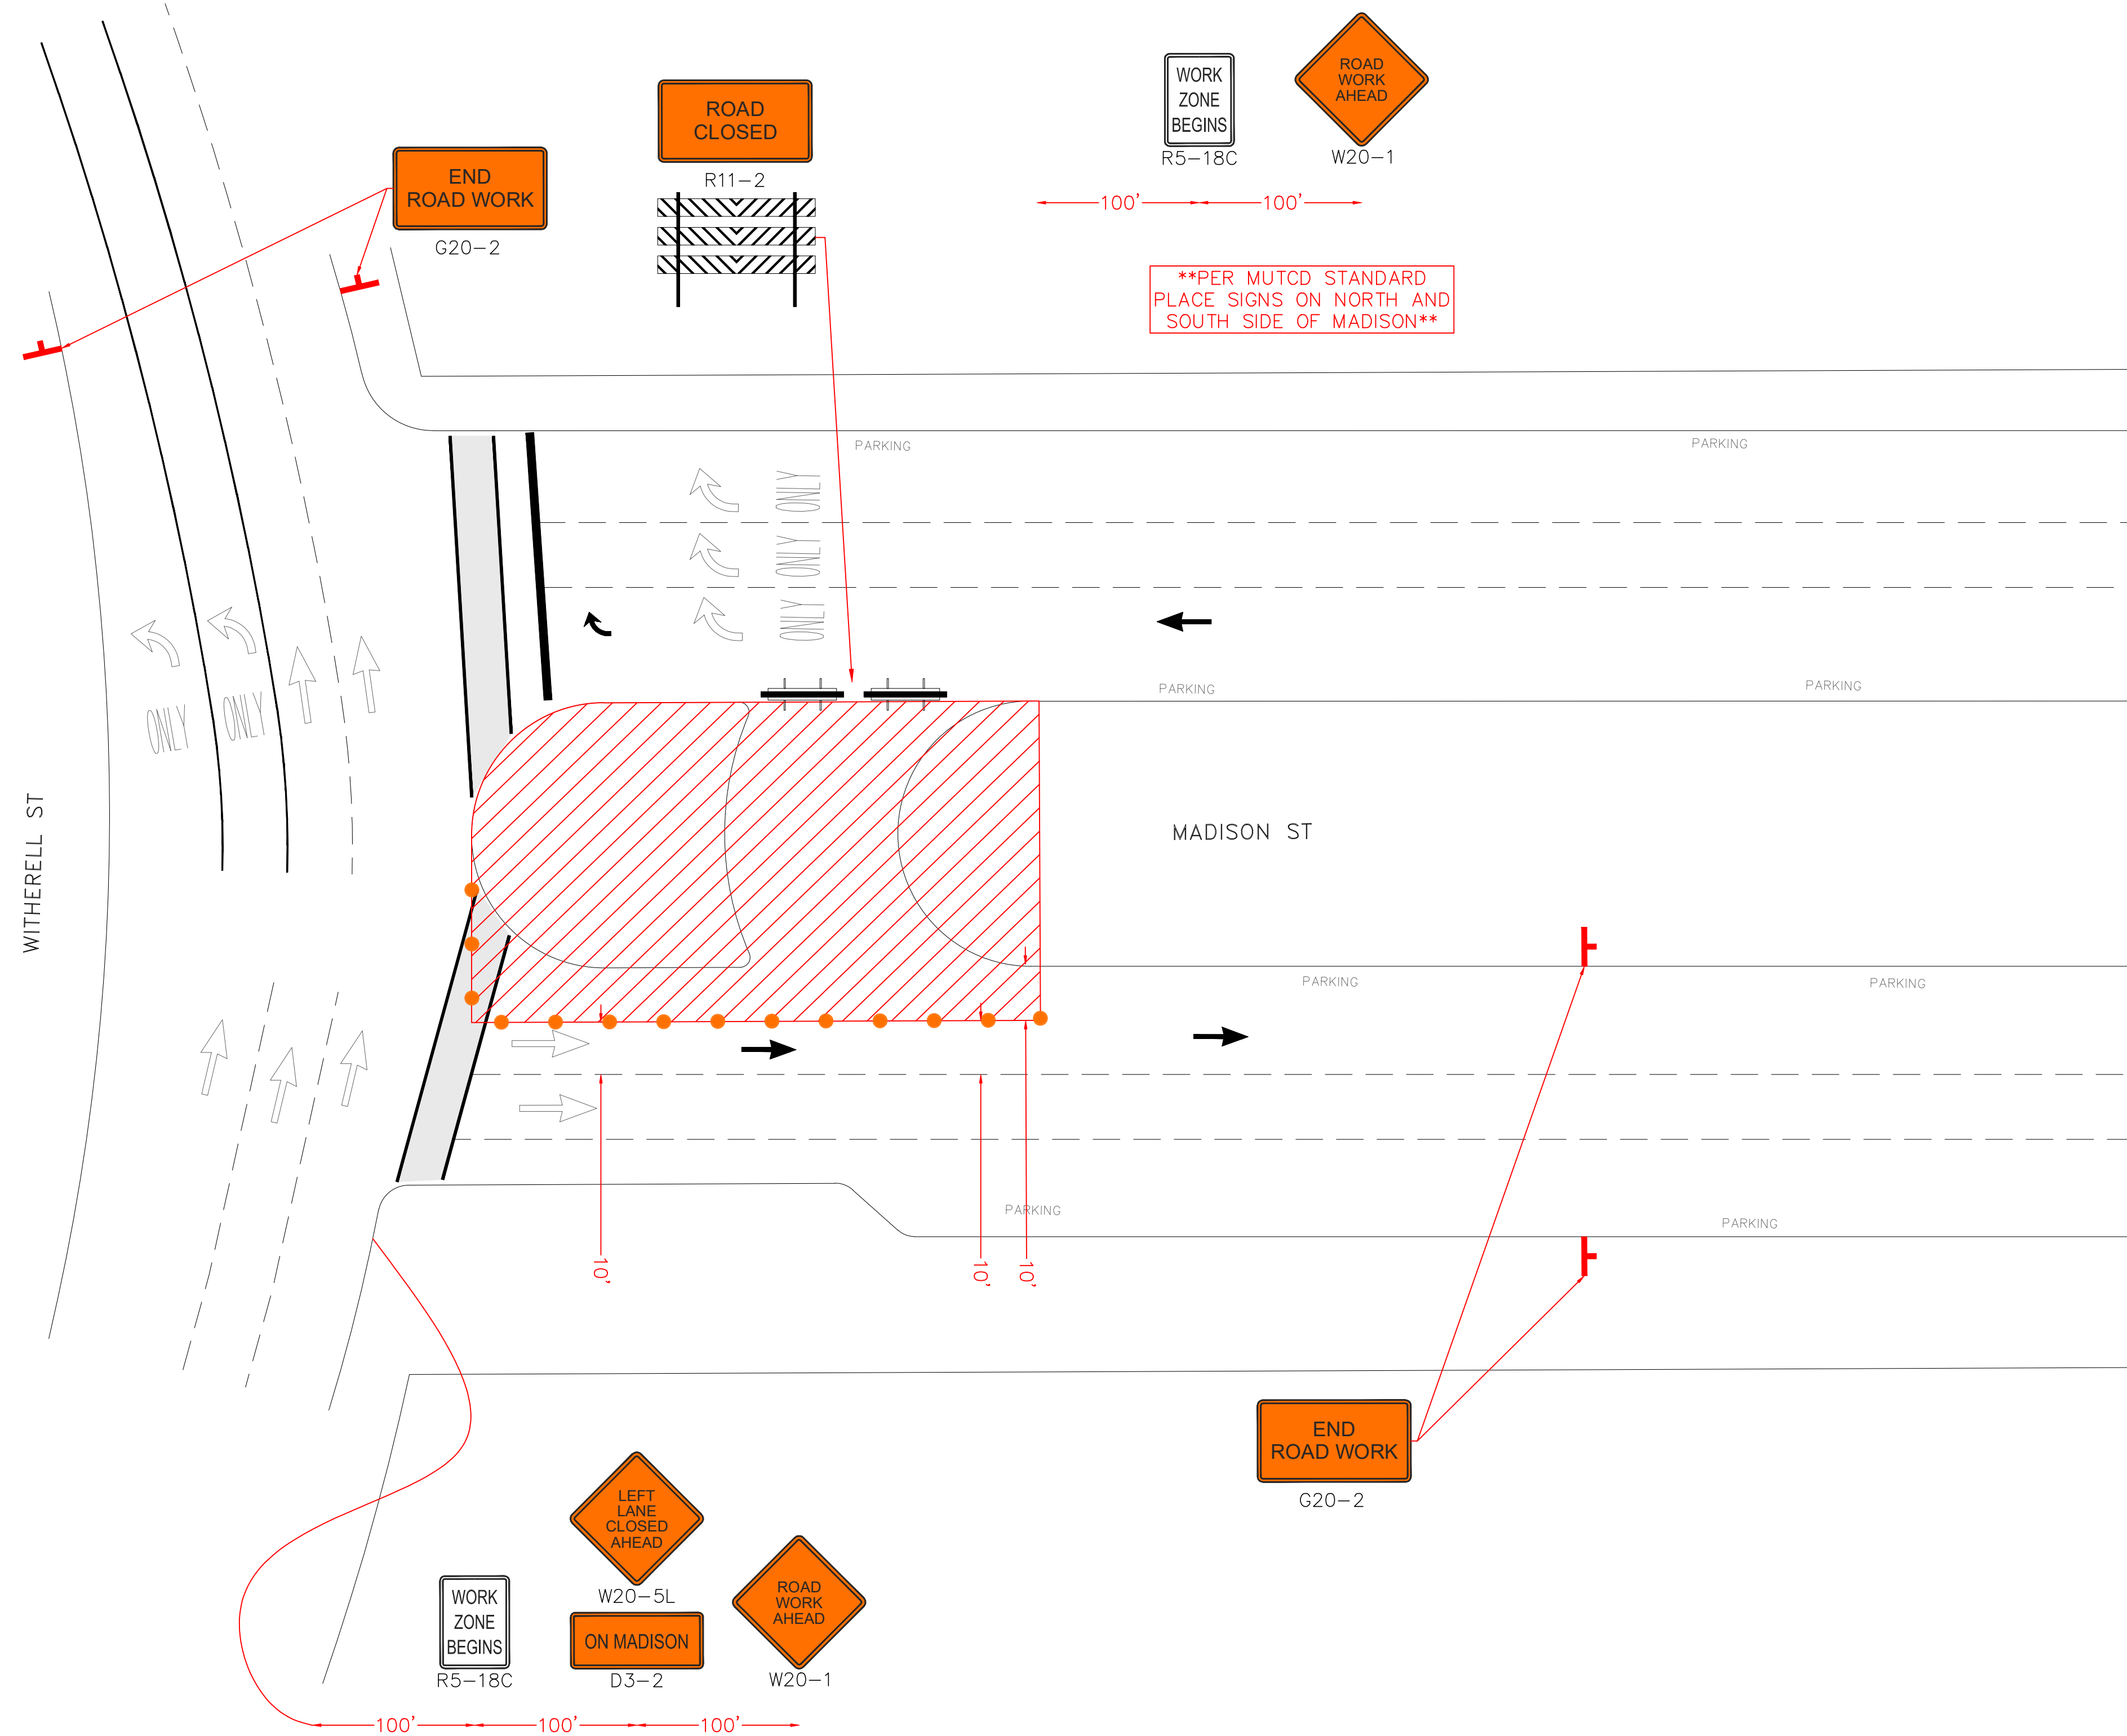 WORK
ZONE
BEGINS
R5-18C
ROAD
WORK
AHEAD
W20-1
ROAD
CLOSED
R11-2
END
ROAD WORK
G20-2
100'
100'
**PER MUTCD STANDARD
PLACE SIGNS ON NORTH AND
SOUTH SIDE OF MADISON**
PARKING
PARKING
ONLY
ONLY
ONLY
ONLY
ONLY
PARKING
PARKING
WITHERELL ST
MADISON ST
PARKING
PARKING
PARKING
PARKING
10'
10'
10'
END
ROAD WORK
G20-2
LEFT
LANE
CLOSED
AHEAD
W20-5L
ON MADISON
D3-2
WORK
ZONE
BEGINS
R5-18C
ROAD
WORK
AHEAD
W20-1
100'
100'
100'